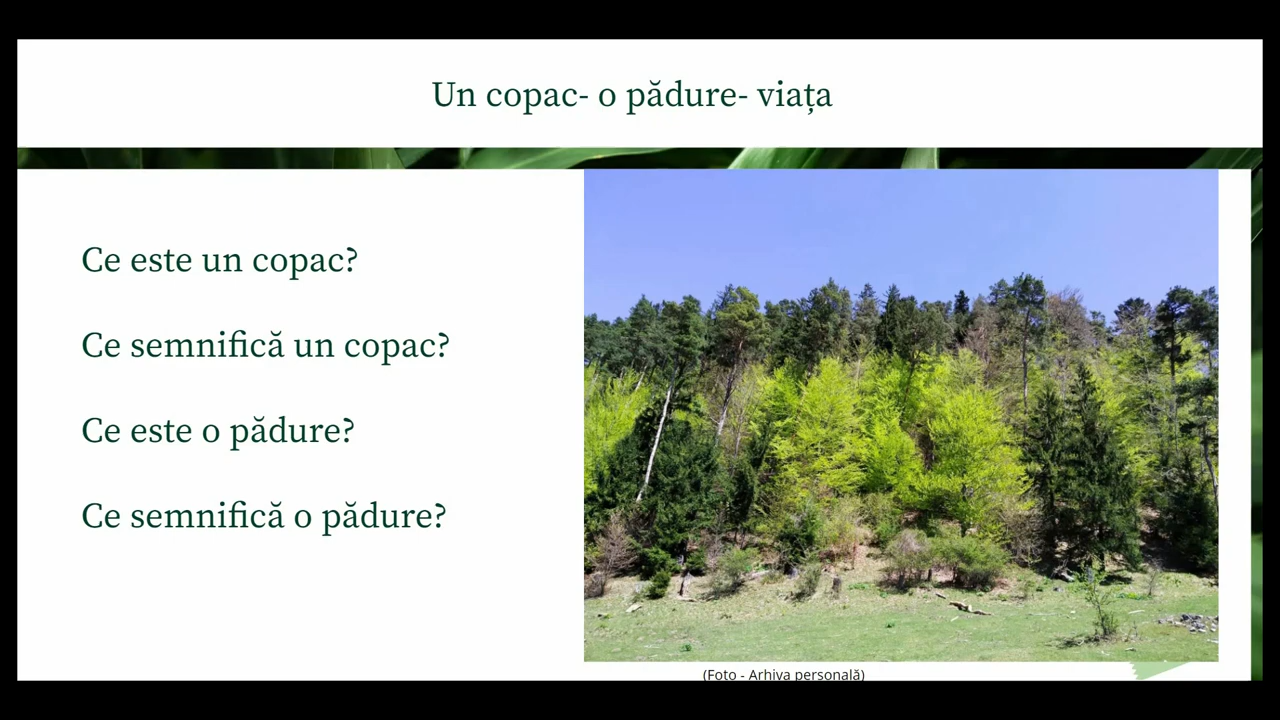 Un copac- o pădure- viața
Ce este un copac?
Ce semnifică un copac?
Ce este o pădure?
Ce semnifică o pădure?
(Foto - Arhiva personală)